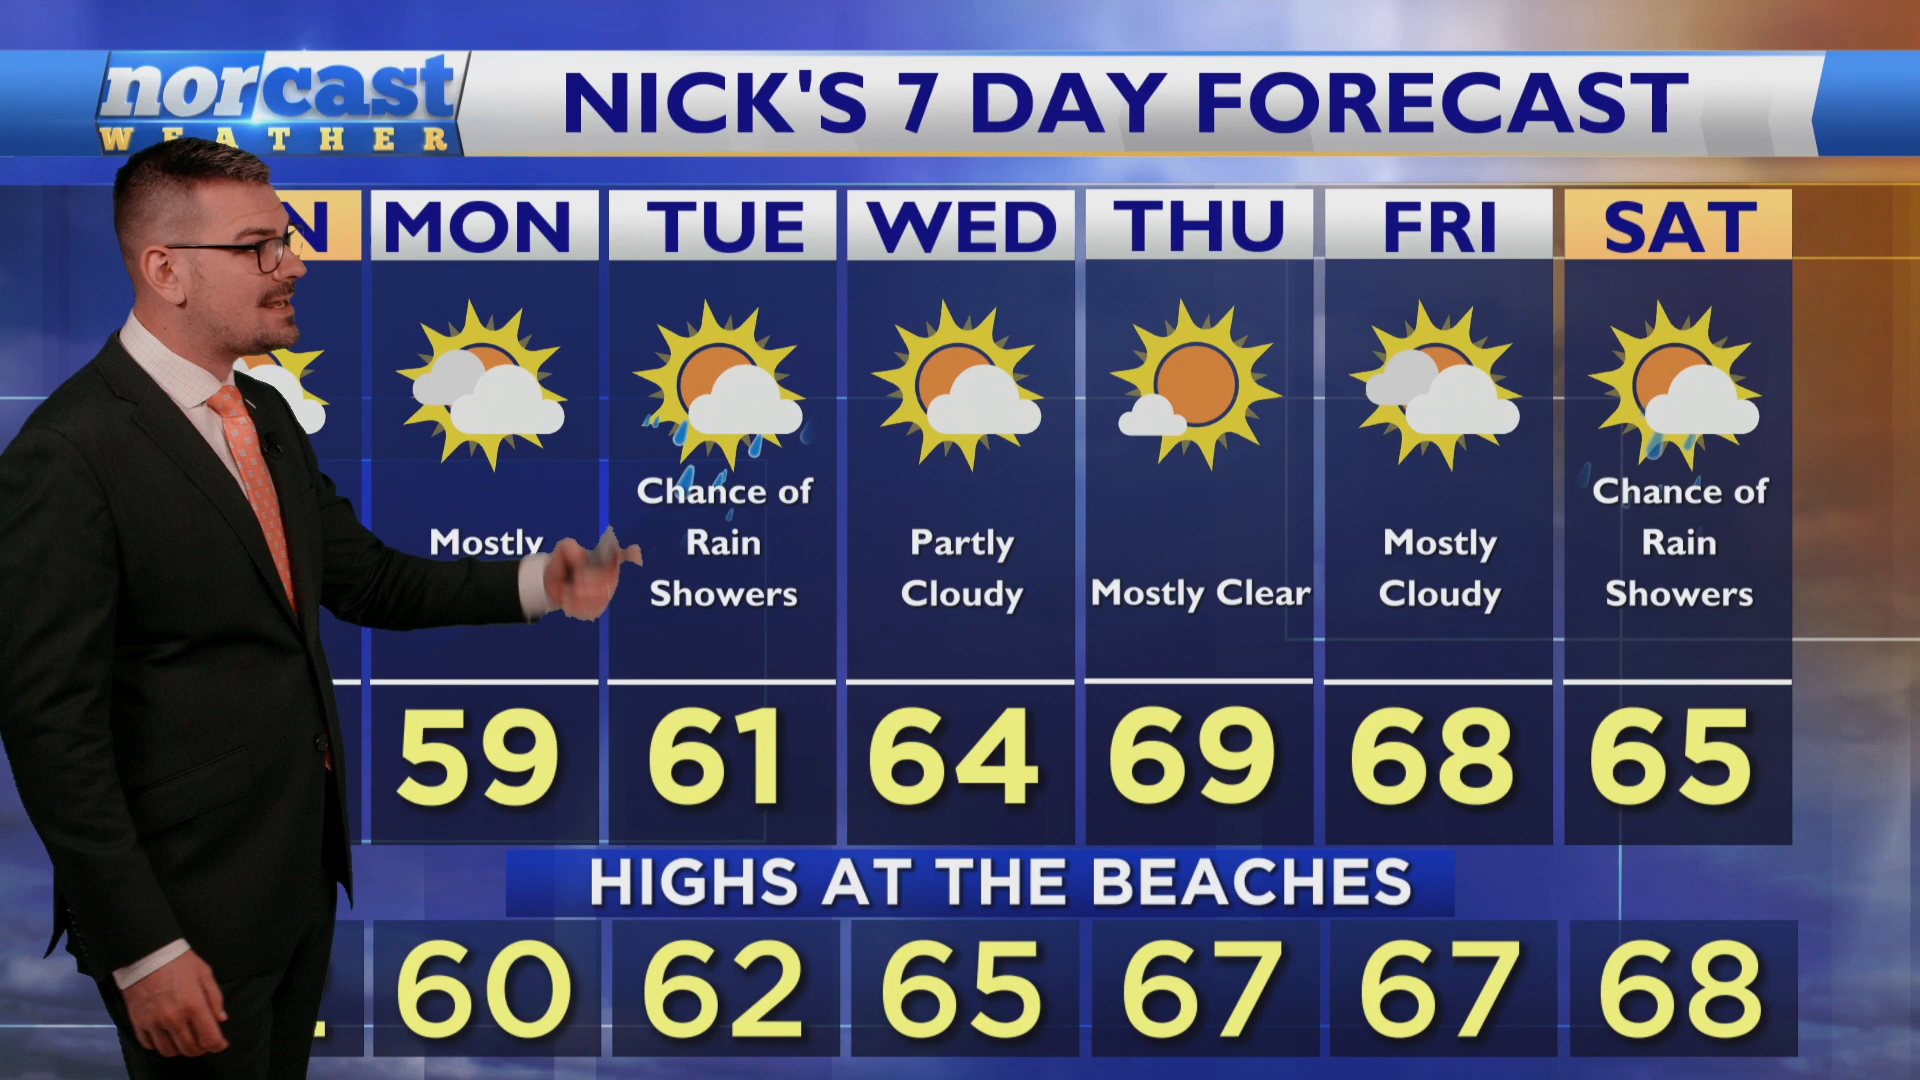 norcast
WEATHER
NICK'S 7 DAY FORECAST
N MON TUE WED THU FRI SAT
Mostly
Chance of
Rain
Showers
Partly
Cloudy
Mostly Clear
Mostly
Cloudy
Chance of
Rain
Showers
59 61 64 69 68 65
HIGHS AT THE BEACHES
60 62 65 67 67 68